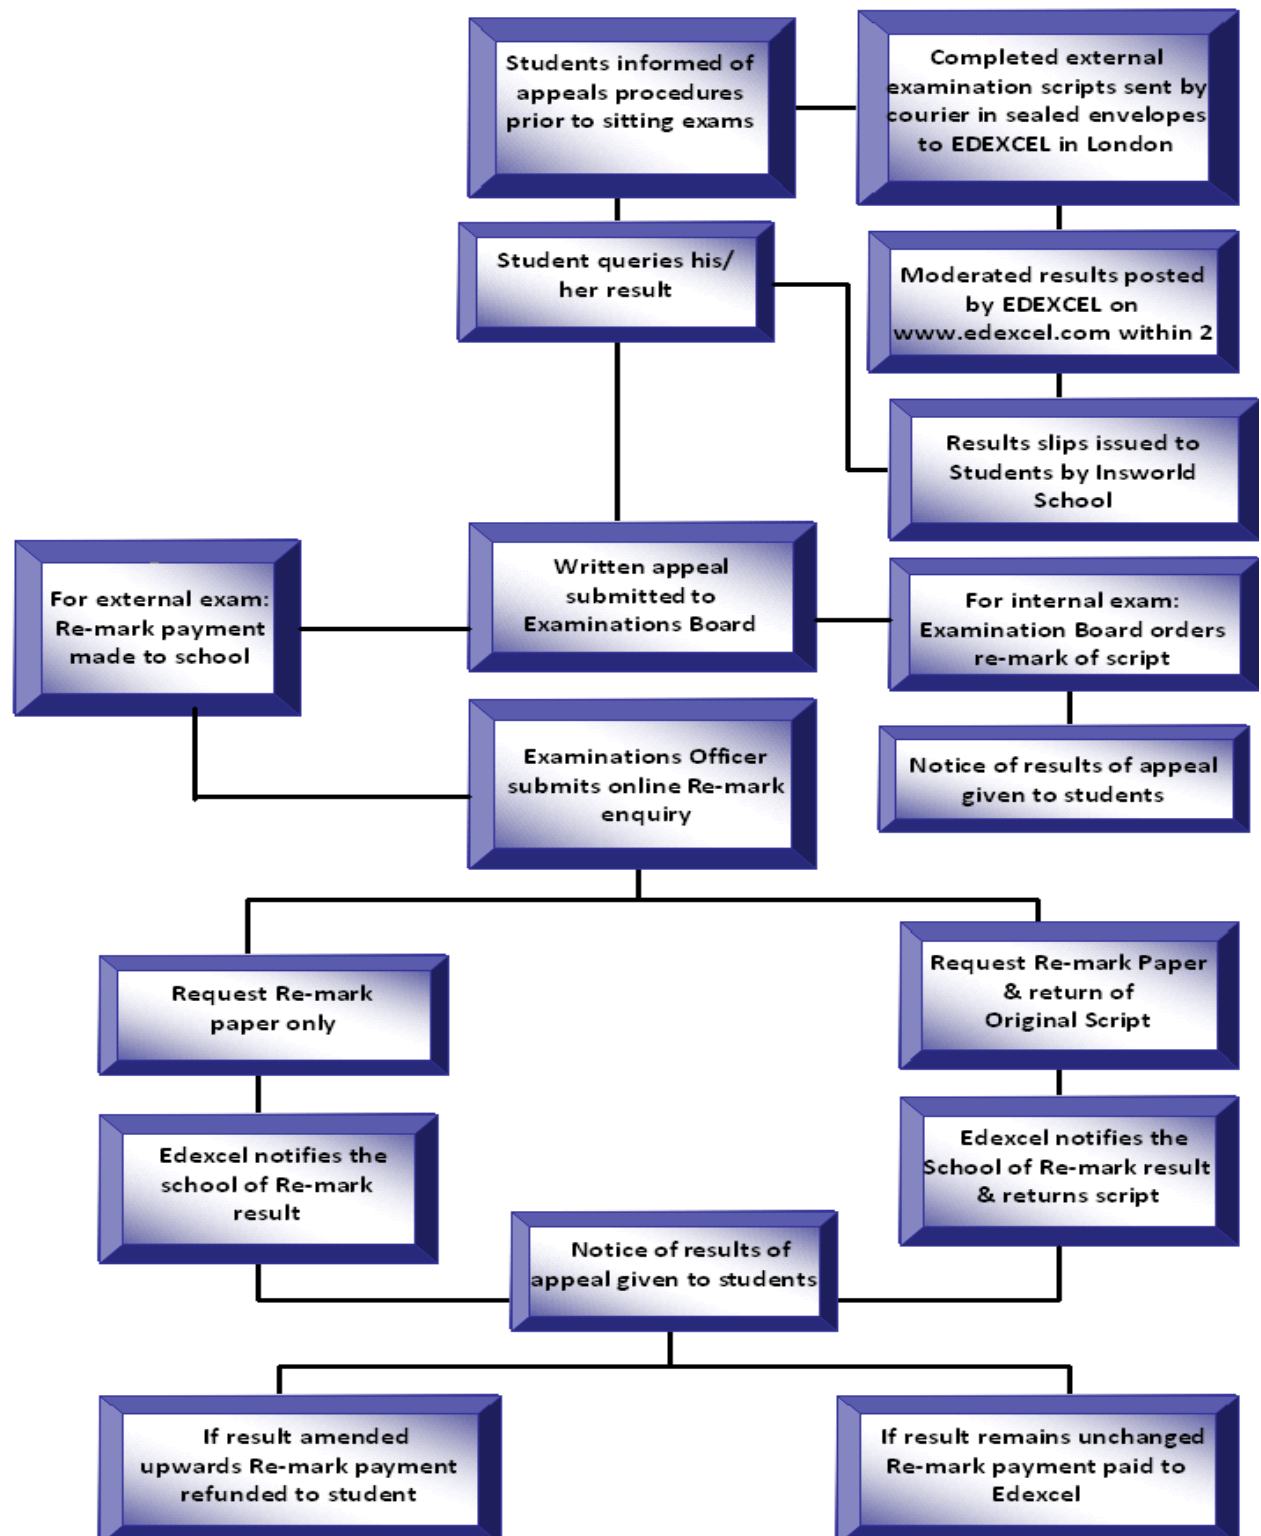 Students informed of
appeals procedures
prior to sitting exams
Completed external
examination scripts sent by
courier in sealed envelopes
to EDEXCEL in London
Student queries his/
her result
Moderated results posted
by EDEXCEL on
www.edexcel.com within 2
Results slips issued to
Students by Insworld
School
For external exam:
Re-mark payment
made to school
Written appeal
submitted to
Examinations Board
For internal exam:
Examination Board orders
re-mark of script
Notice of results of appeal
given to students
Examinations Officer
submits online Re-mark
enquiry
Request Re-mark
paper only
Request Re-mark Paper
& return of
Original Script
Edexcel notifies the
school of Re-mark
result
Edexcel notifies the
School of Re-mark result
& returns script
Notice of results of
appeal given to students
If result amended
upwards Re-mark payment
refunded to student
If result remains unchanged
Re-mark payment paid to
Edexcel